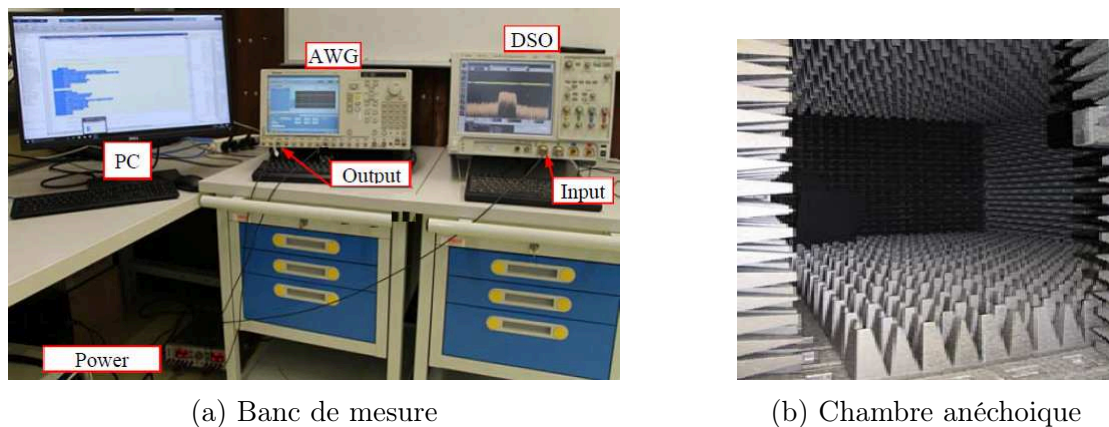 DSO
AWG
PC
Output
Input
Power
(a) Banc de mesure
(b) Chambre anéchoique